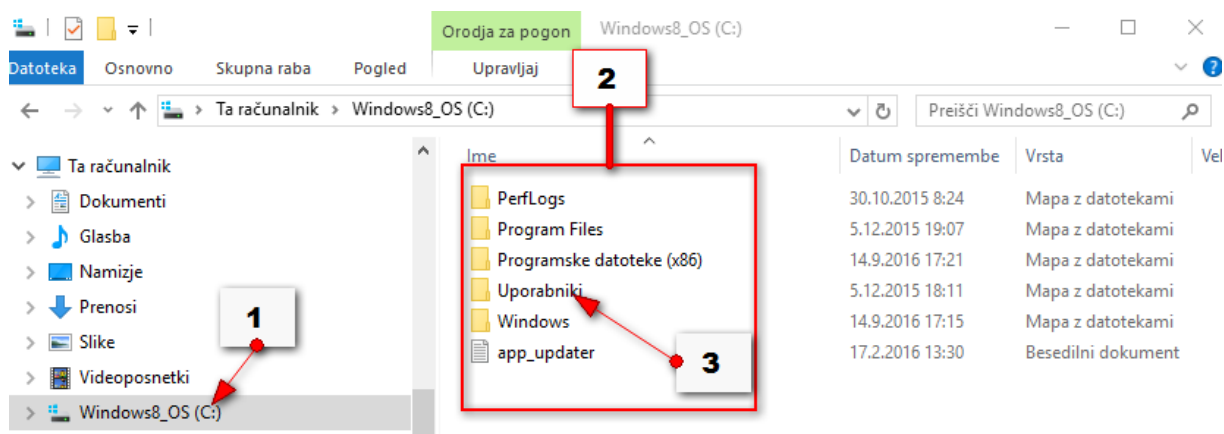 Orodja za pogon Windows8_OS (C:)
Datoteka Osnovno Skupna raba Pogled Upravljaj
2
Ta računalnik Windows8_OS (C:) Preišči Windows8_OS (C:)
Ime Datum spremembe Vrsta Vel
Ta računalnik
Dokumenti
Glasba
Namizje
Prenosi
Slike
Videoposnetki
Windows8_OS (C:)
1
PerfLogs 30.10.2015 8:24 Mapa z datotekami
Program Files 5.12.2015 19:07 Mapa z datotekami
Programske datoteke (x86) 14.9.2016 17:21 Mapa z datotekami
Uporabniki 5.12.2015 18:11 Mapa z datotekami
Windows 14.9.2016 17:15 Mapa z datotekami
app_updater 17.2.2016 13:30 Besedilni dokument
3